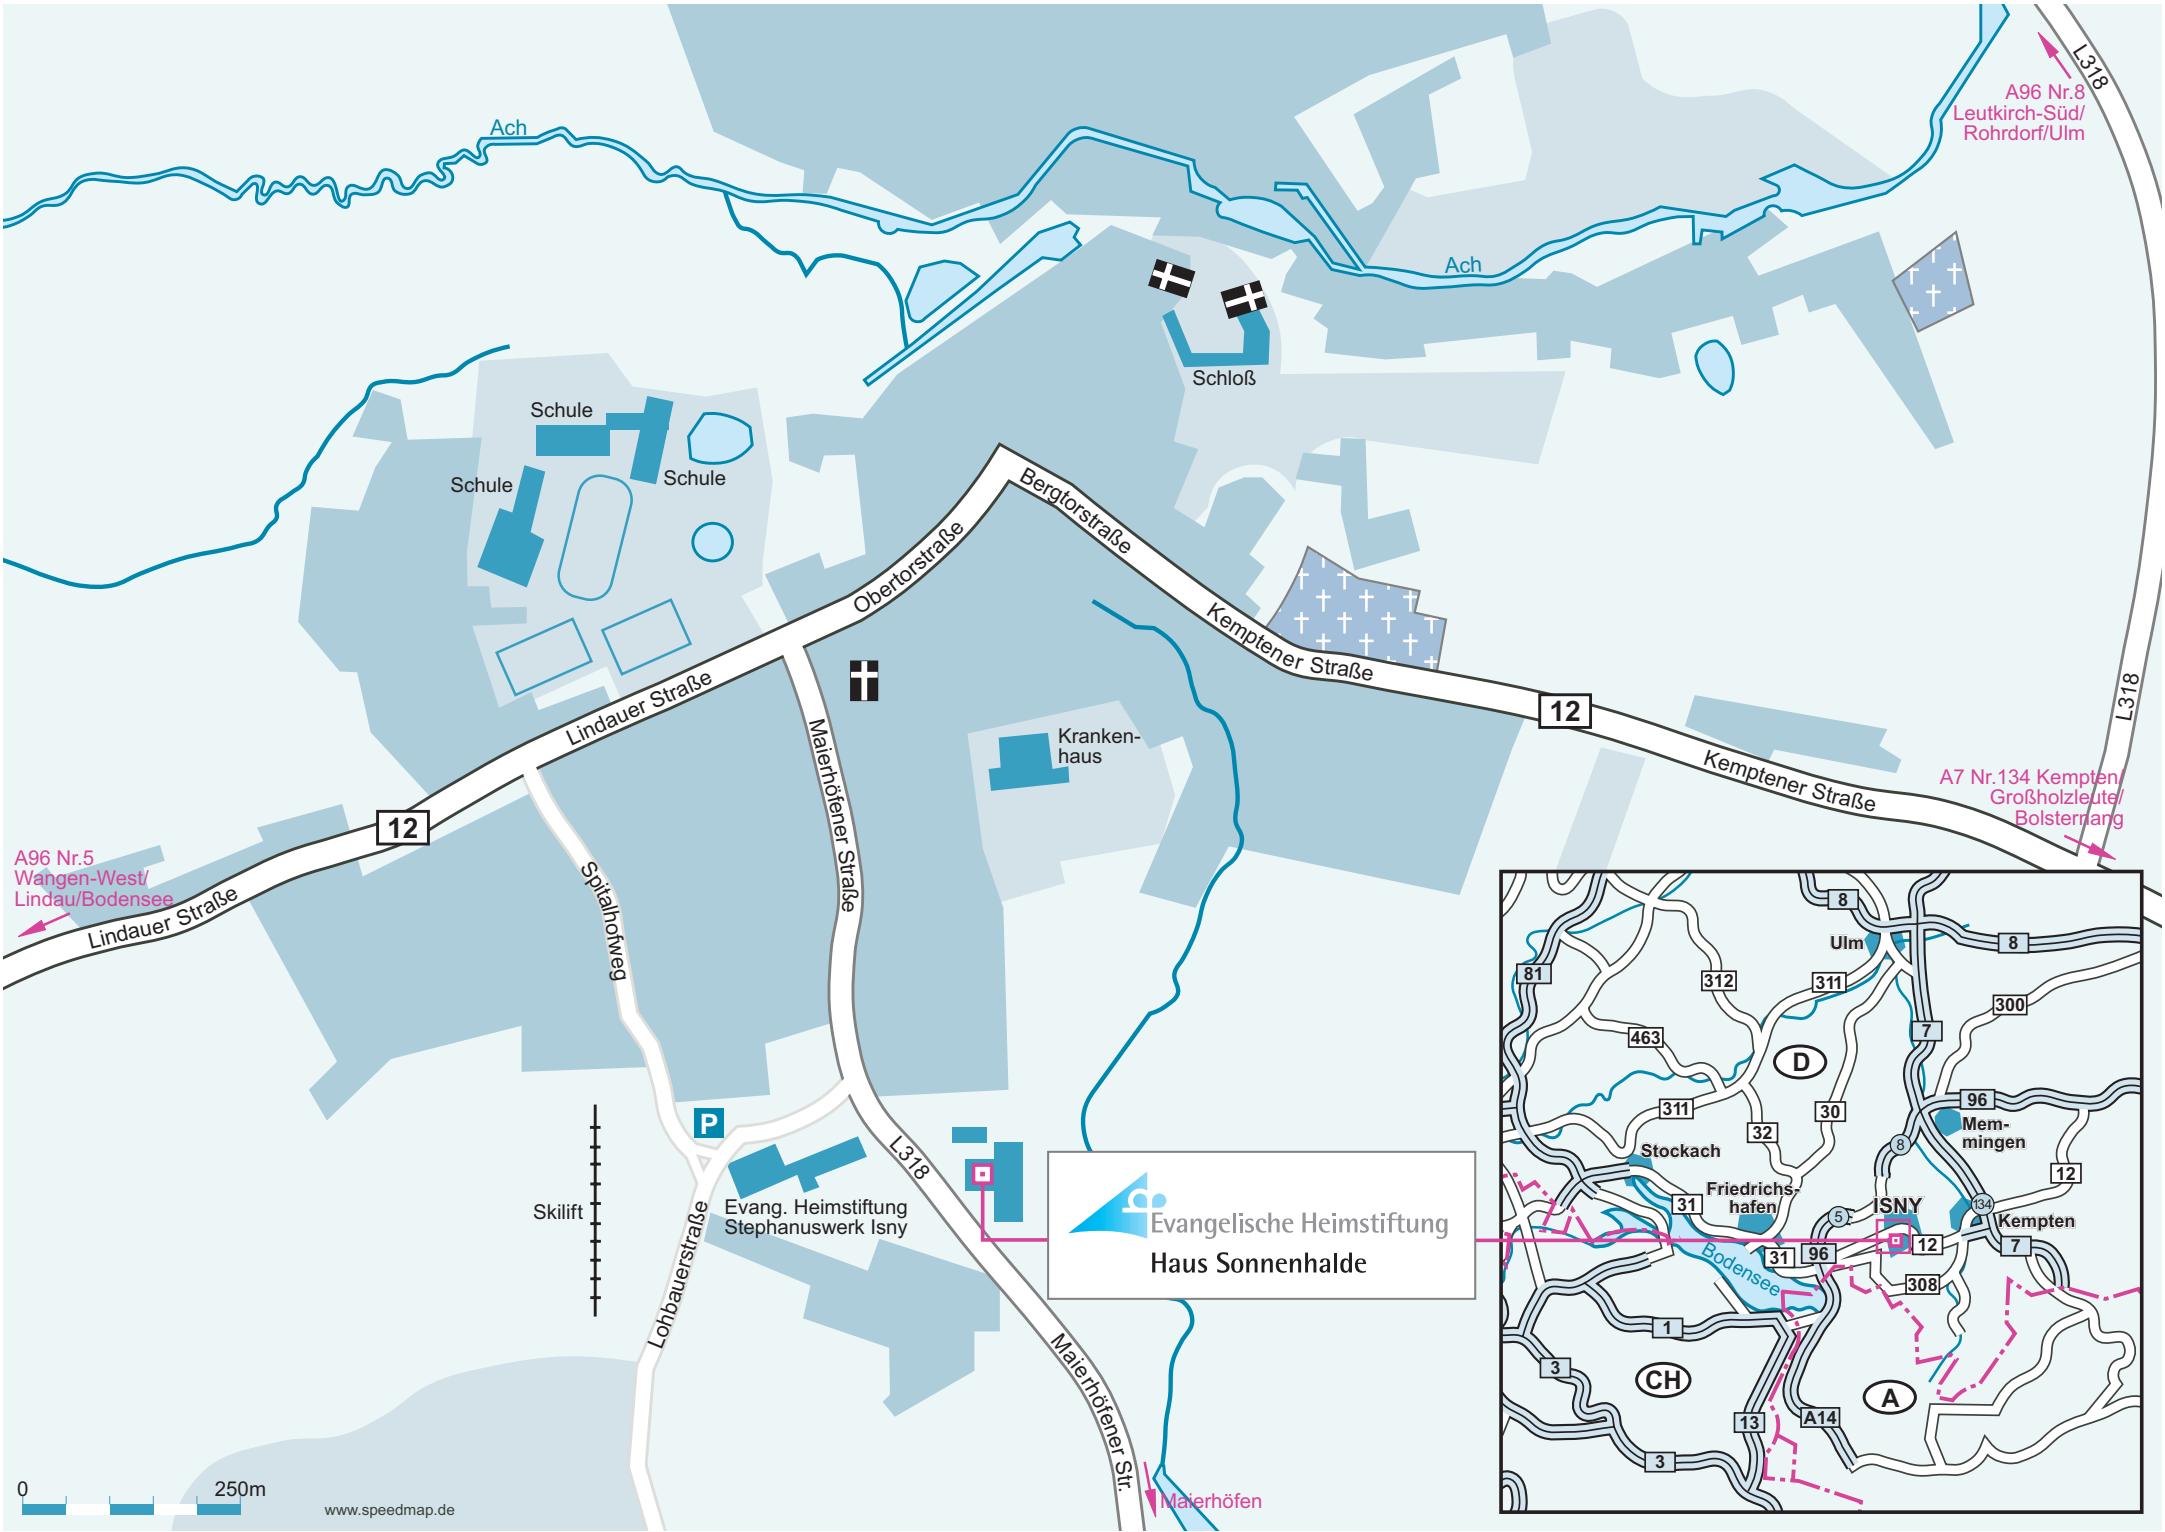 L318
A96 Nr.8
Leutkirch-Süd/
Rohrdorf/Ulm
Ach
Ach
Schloß
Schule
Schule
Schule
Bergtorstraße
Obertorstraße
Kemptener Straße
Lindauer Straße
12
L318
Maierhöfener Straße
Kranken-
haus
Kemptener Straße
A7 Nr.134 Kempten/
Großholzleute/
Bolsternang
12
A96 Nr.5
Wangen-West/
Lindau/Bodensee
Lindauer Straße
Spitalhofweg
P
L318
Skilift
Evang. Heimstiftung
Stephanuswerk Isny
Lohbauerstraße
Evangelische Heimstiftung
Haus Sonnenhalde
Maierhöfener Str.
Maierhöfen
0 250m
www.speedmap.de
8
Ulm
8
81
312
311
300
7
463
D
96
311
30
Mem-
mingen
32
8
Stockach
12
Friedrichs-
hafen
31
ISNY
134
5
Kempten
12
7
Bodensee
31
96
308
1
3
CH
A
13
A14
3